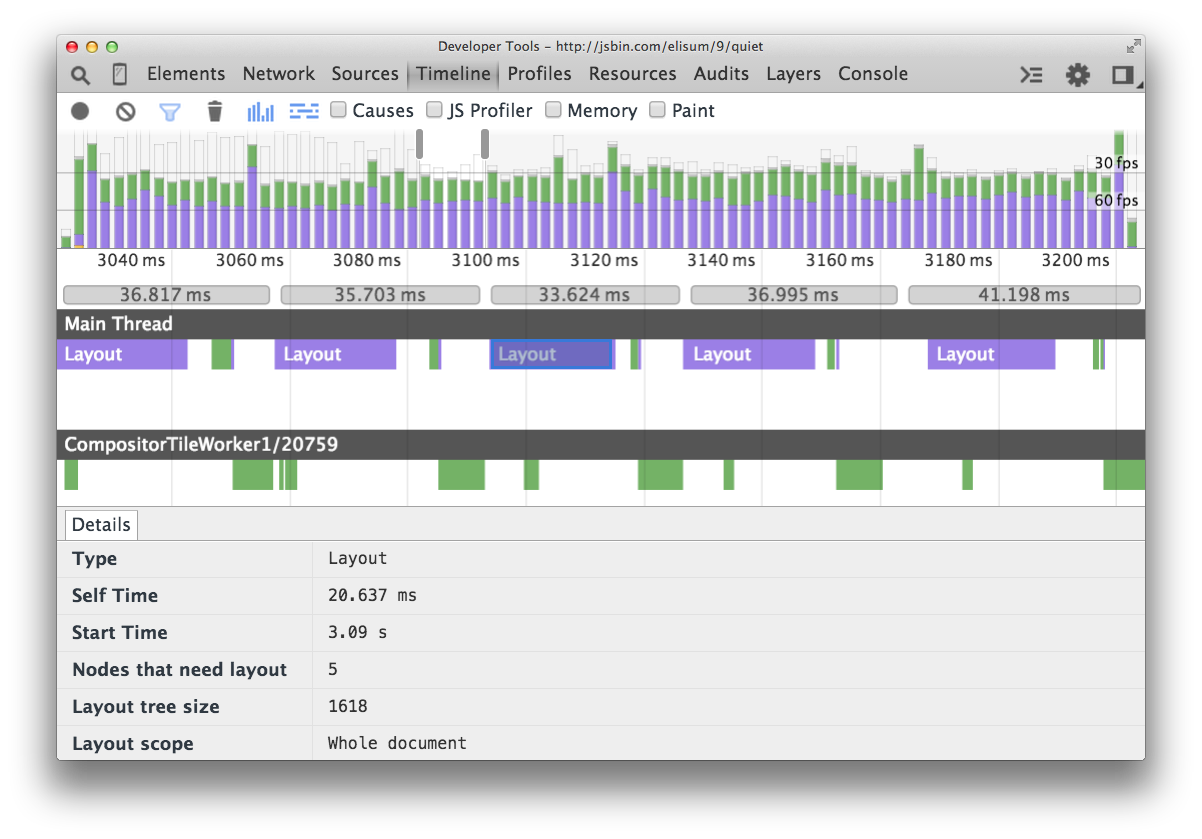 Developer Tools - http://jsbin.com/elisum/9/quiet
Elements Network Sources Timeline Profiles Resources Audits Layers Console
Causes JS Profiler Memory Paint
30 fps
60 fps
3040 ms 3060 ms 3080 ms 3100 ms 3120 ms 3140 ms 3160 ms 3180 ms 3200 ms
36.817 ms 35.703 ms 33.624 ms 36.995 ms 41.198 ms
Main Thread
Layout Layout Layout Layout Layout
CompositorTileWorker1/20759
Details
Type Layout
Self Time 20.637 ms
Start Time 3.09 s
Nodes that need layout 5
Layout tree size 1618
Layout scope Whole document